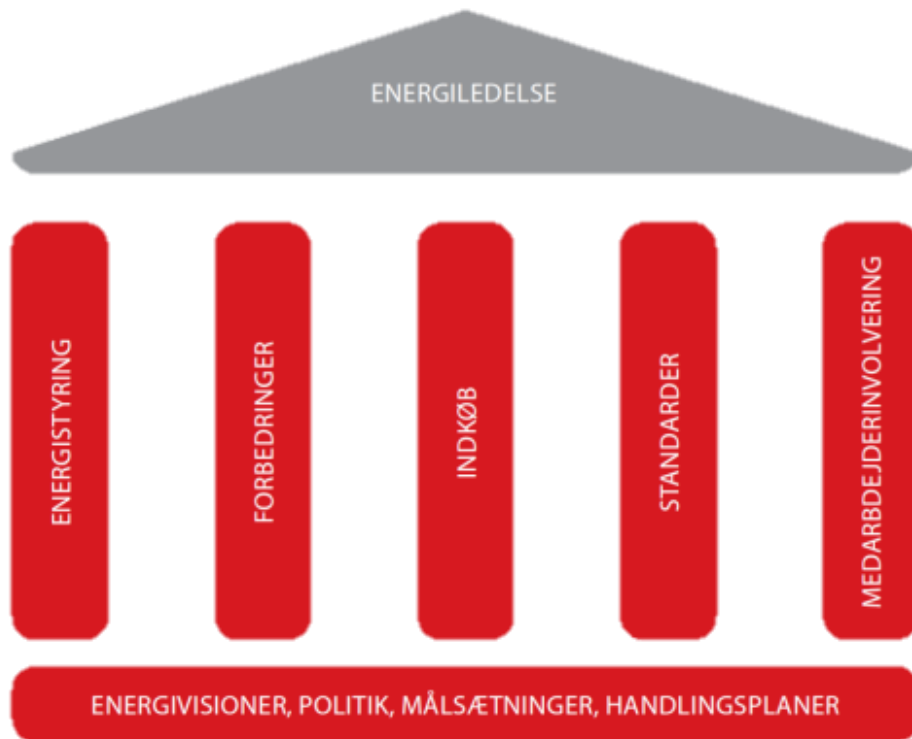 ENERGILEDELSE
ENERGISTYRING
FORBEDRINGER
INDKØB
STANDARDER
MEDARBDEJDERINVOLVERING
ENERGIVISIONER, POLITIK, MÅLSÆTNINGER, HANDLINGSPLANER